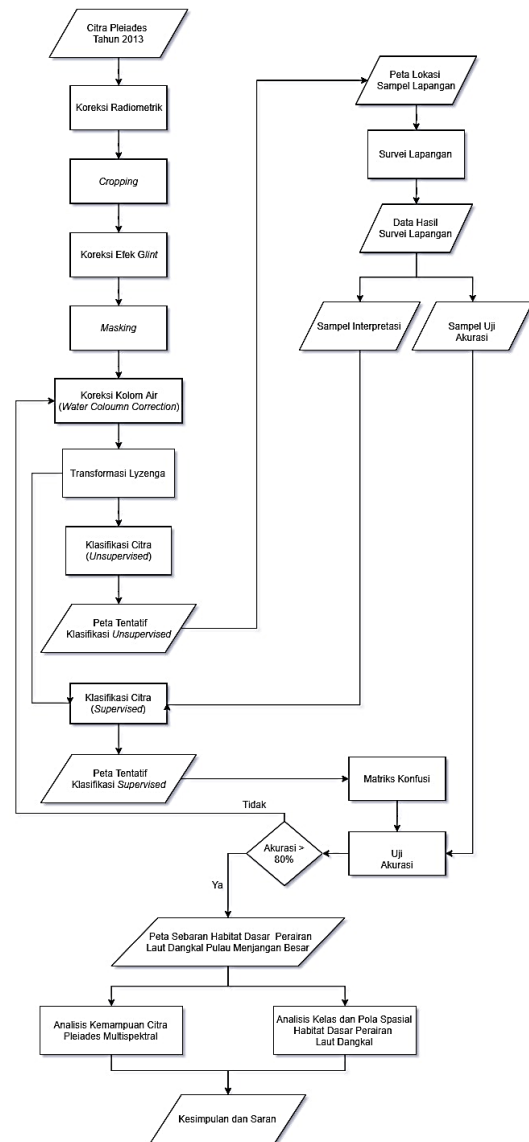 Citra Pleiades
Tahun 2013
Koreksi Radiometrik
Cropping
Koreksi Efek Glint
Masking
Koreksi Kolom Air
(Water Coloumn Correction)
Transformasi Lyzenga
Klasifikasi Citra
(Unsupervised)
Peta Tentatif
Klasifikasi Unsupervised
Peta Lokasi
Sampel Lapangan
Survei Lapangan
Data Hasil
Survei Lapangan
Sampel Interpretasi
Sampel Uji
Akurasi
Klasifikasi Citra
(Supervised)
Peta Tentatif
Klasifikasi Supervised
Matriks Konfusi
Uji
Akurasi
Akurasi >
80%
Tidak
Ya
Peta Sebaran Habitat Dasar Perairan
Laut Dangkal Pulau Menjangan Besar
Analisis Kemampuan Citra
Pleiades Multispektral
Analisis Kelas dan Pola Spasial
Habitat Dasar Perairan
Laut Dangkal
Kesimpulan dan Saran